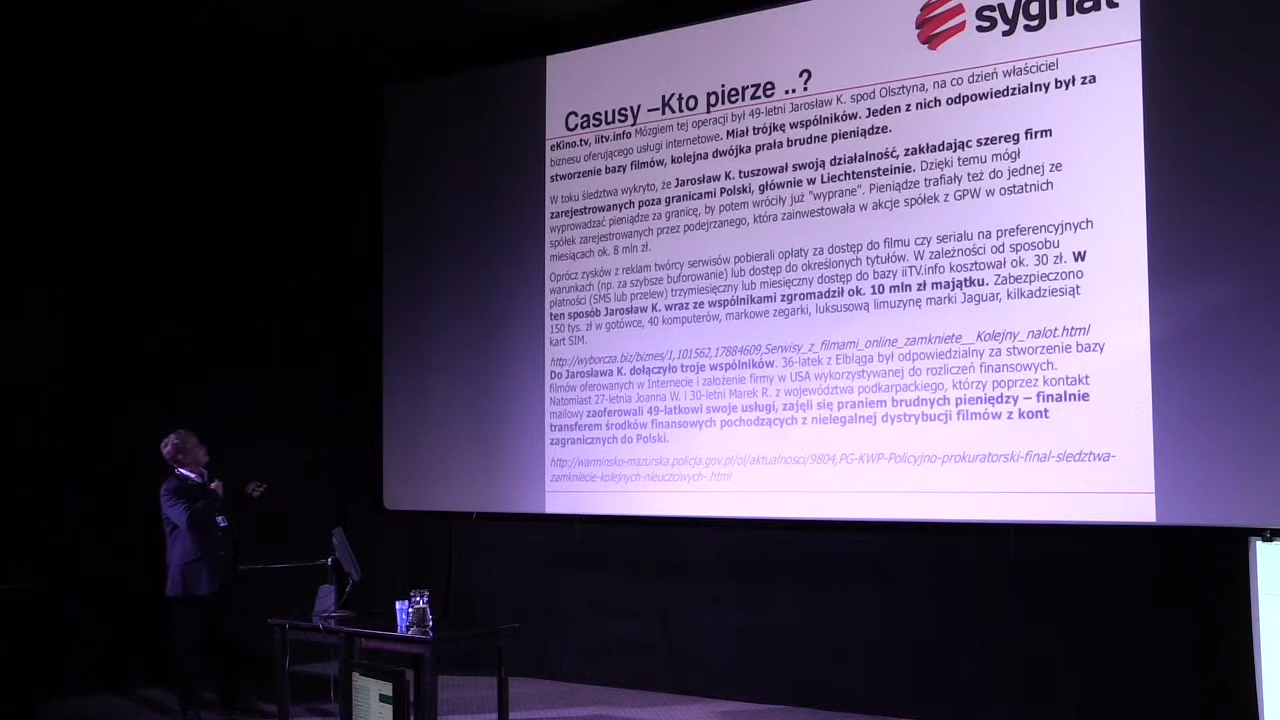 sygnat
Casusy –Kto pierze ..?
eKino.tv, iitv.info Mózgiem tej operacji był 49-letni Jarosław K. spod Olsztyna, na co dzień właściciel
biznesu oferującego usługi internetowe. Miał trójkę wspólników. Jeden z nich odpowiedzialny był za
stworzenie bazy filmów, kolejna dwójka prała brudne pieniądze.
W toku śledztwa wykryto, że Jarosław K. tuszował swoją działalność, zakładając szereg firm
zarejestrowanych poza granicami Polski, głównie w Liechtensteinie. Dzięki temu mógł
wyprowadzać pieniądze za granicę, by potem wróciły już "wyprane". Pieniądze trafiały też do jednej ze
spółek zarejestrowanych przez podejrzanego, która zainwestowała w akcje spółek z GPW w ostatnich
miesiącach ok. 8 mln zł.
Oprócz zysków z reklam twórcy serwisów pobierali opłaty za dostęp do filmu czy serialu na preferencyjnych
warunkach (np. za szybsze buforowanie) lub dostęp do określonych tytułów. W zależności od sposobu
płatności (SMS lub przelew) trzymiesięczny lub miesięczny dostęp do bazy iiTV.info kosztował ok. 30 zł. W
ten sposób Jarosław K. wraz ze wspólnikami zgromadził ok. 10 mln zł majątku. Zabezpieczono
150 tys. zł w gotówce, 40 komputerów, markowe zegarki, luksusową limuzynę marki Jaguar, kilkadziesiąt
kart SIM.
http://wyborcza.biz/biznes/1,101562,17884609,Serwisy_z_filmami_online_zamkniete__Kolejny_nalot.html
Do Jarosława K. dołączyło troje wspólników. 36-latek z Elbląga był odpowiedzialny za stworzenie bazy
filmów oferowanych w Internecie i założenie firmy w USA wykorzystywanej do rozliczeń finansowych.
Natomiast 27-letnia Joanna W. i 30-letni Marek R. z województwa podkarpackiego, którzy poprzez kontakt
mailowy zaoferowali 49-latkowi swoje usługi, zajęli się praniem brudnych pieniędzy – finalnie
transferem środków finansowych pochodzących z nielegalnej dystrybucji filmów z kont
zagranicznych do Polski.
http://warminsko-mazurska.policja.gov.pl/ol/aktualnosci/9804,PG-KWP-Policyjno-prokuratorski-final-sledztwa-
zamkniecie-kolejnych-nieuczciwych-.html